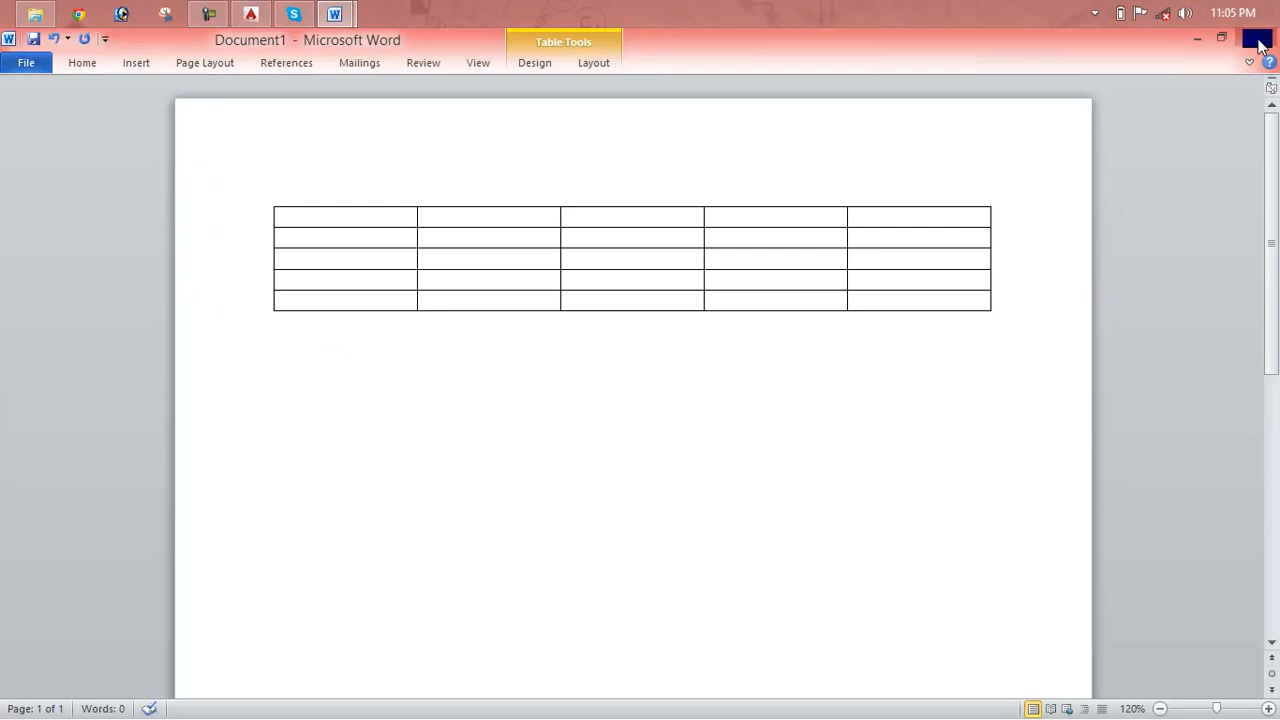 11:05 PM
Document1 - Microsoft Word
Table Tools
File Home Insert Page Layout References Mailings Review View Design Layout
Page: 1 of 1 Words: 0 120%